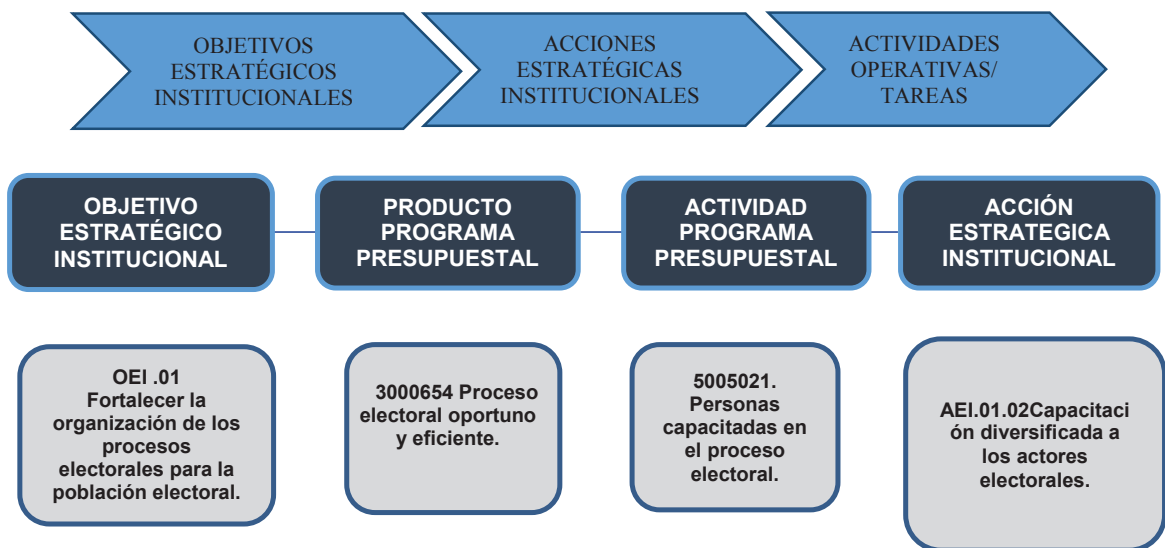 OBJETIVOS
ESTRATÉGICOS
INSTITUCIONALES
ACCIONES
ESTRATÉGICAS
INSTITUCIONALES
ACTIVIDADES
OPERATIVAS/
TAREAS
OBJETIVO
ESTRATÉGICO
INSTITUCIONAL
PRODUCTO
PROGRAMA
PRESUPUESTAL
ACTIVIDAD
PROGRAMA
PRESUPUESTAL
ACCIÓN
ESTRATEGICA
INSTITUCIONAL
OEI .01
Fortalecer la
organización de los
procesos
electorales para la
población electoral.
3000654 Proceso
electoral oportuno
y eficiente.
5005021.
Personas
capacitadas en
el proceso
electoral.
AEI.01.02Capacitaci
ón diversificada a
los actores
electorales.